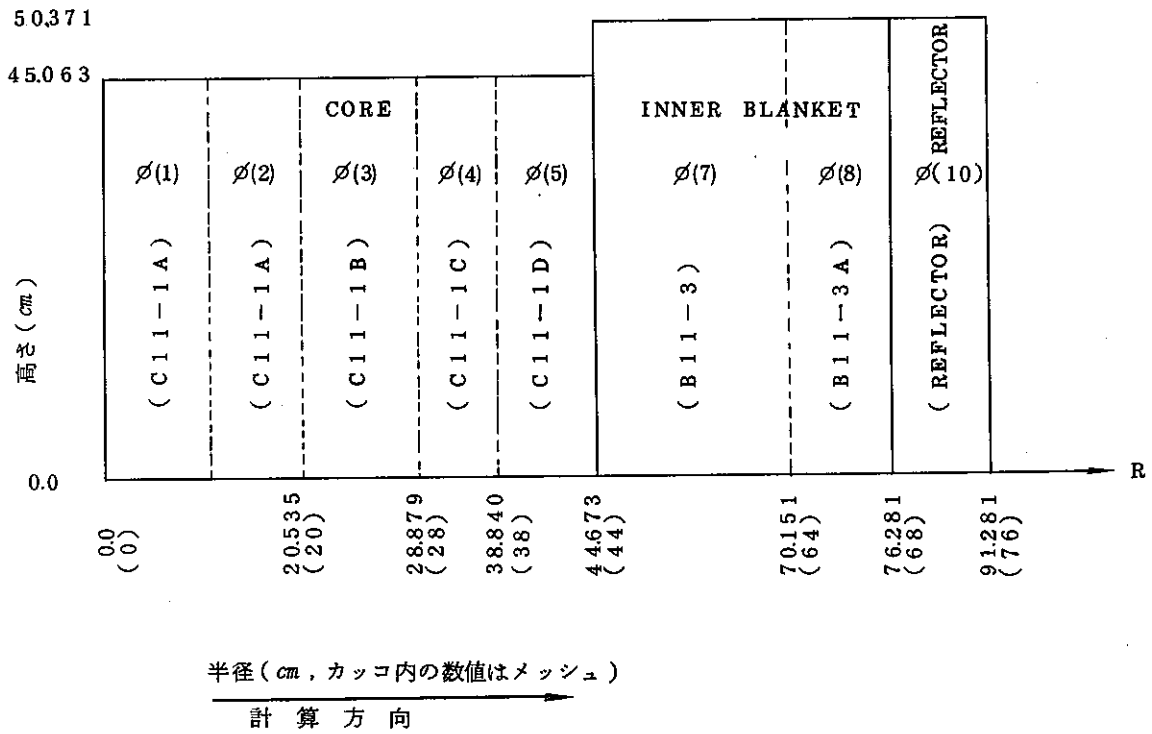 50,371
45.063
CORE
INNER BLANKET
REFLECTOR
∅(1) ∅(2) ∅(3) ∅(4) ∅(5) ∅(7) ∅(8) ∅(10)
(C11-1A) (C11-1A) (C11-1B) (C11-1C) (C11-1D) (B11-3) (B11-3A) (REFLECTOR)
高さ(cm)
0.0
R
0.0 20.535 28.879 38.840 44.673 70.151 76.281 91.281
(0) (20) (28) (38) (44) (64) (68) (76)
半径(cm,カッコ内の数値はメッシュ)
計算方向